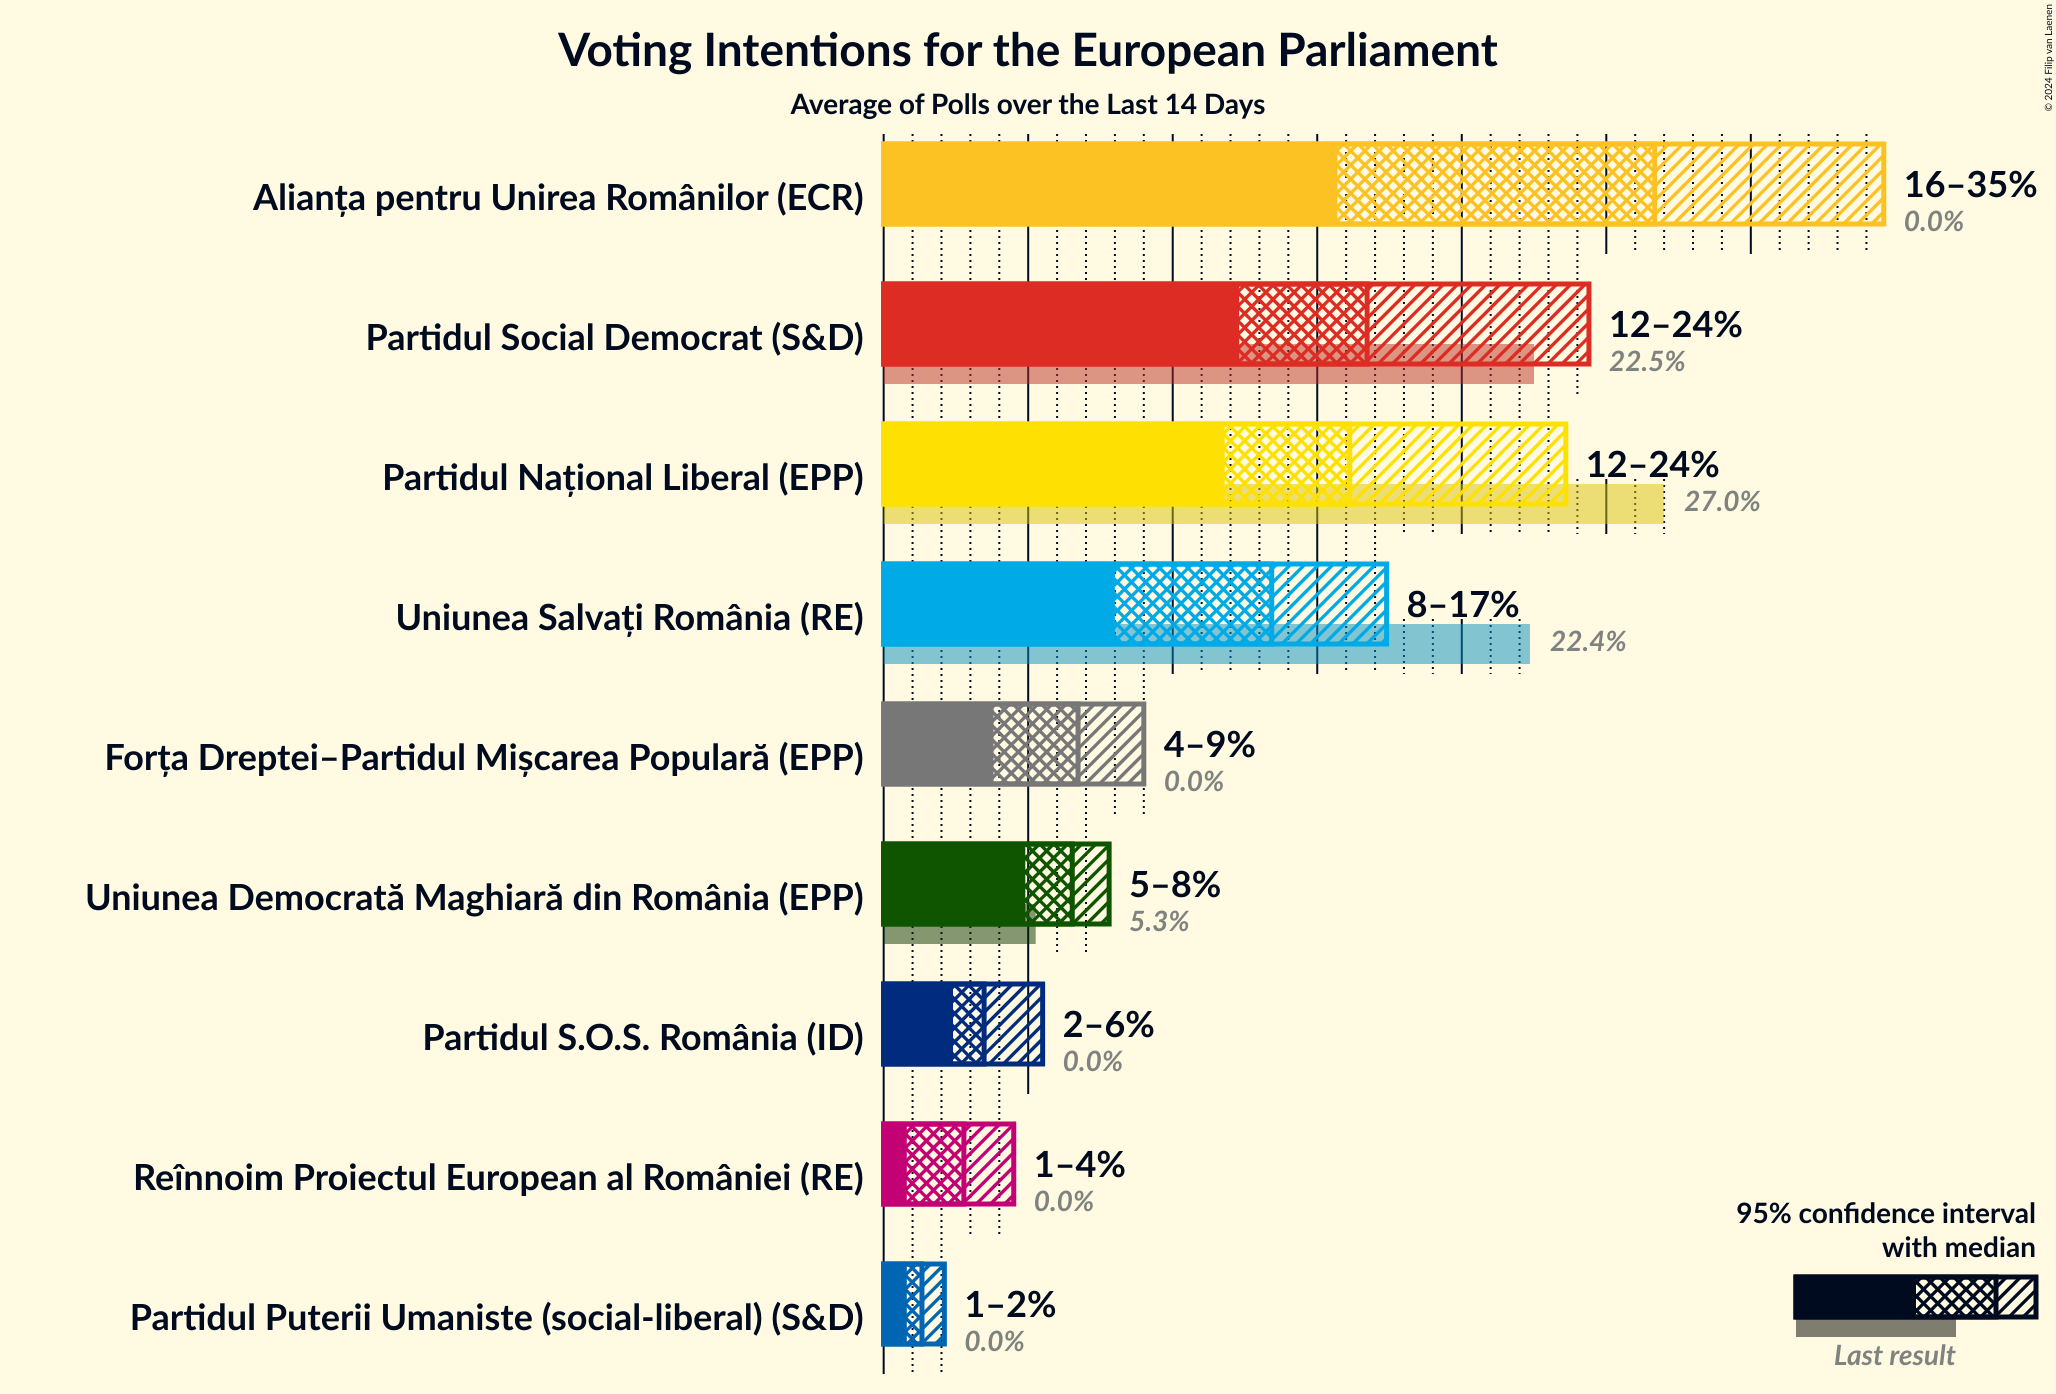 © 2024 Filip van Laenen
Voting Intentions for the European Parliament
Average of Polls over the Last 14 Days
Alianța pentru Unirea Românilor (ECR)
16–35%
0.0%
Partidul Social Democrat (S&D)
12–24%
22.5%
Partidul Național Liberal (EPP)
12–24%
27.0%
Uniunea Salvați România (RE)
8–17%
22.4%
Forța Dreptei–Partidul Mișcarea Populară (EPP)
4–9%
0.0%
Uniunea Democrată Maghiară din România (EPP)
5–8%
5.3%
Partidul S.O.S. România (ID)
2–6%
0.0%
Reînnoim Proiectul European al României (RE)
1–4%
0.0%
Partidul Puterii Umaniste (social-liberal) (S&D)
1–2%
0.0%
95% confidence interval
with median
Last result